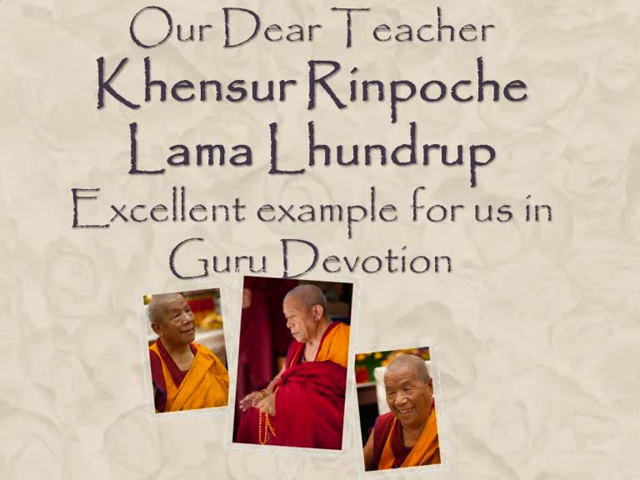 Our Dear Teacher
Khensur Rinpoche
Lama Lhundrup
Excellent example for us in
Guru Devotion